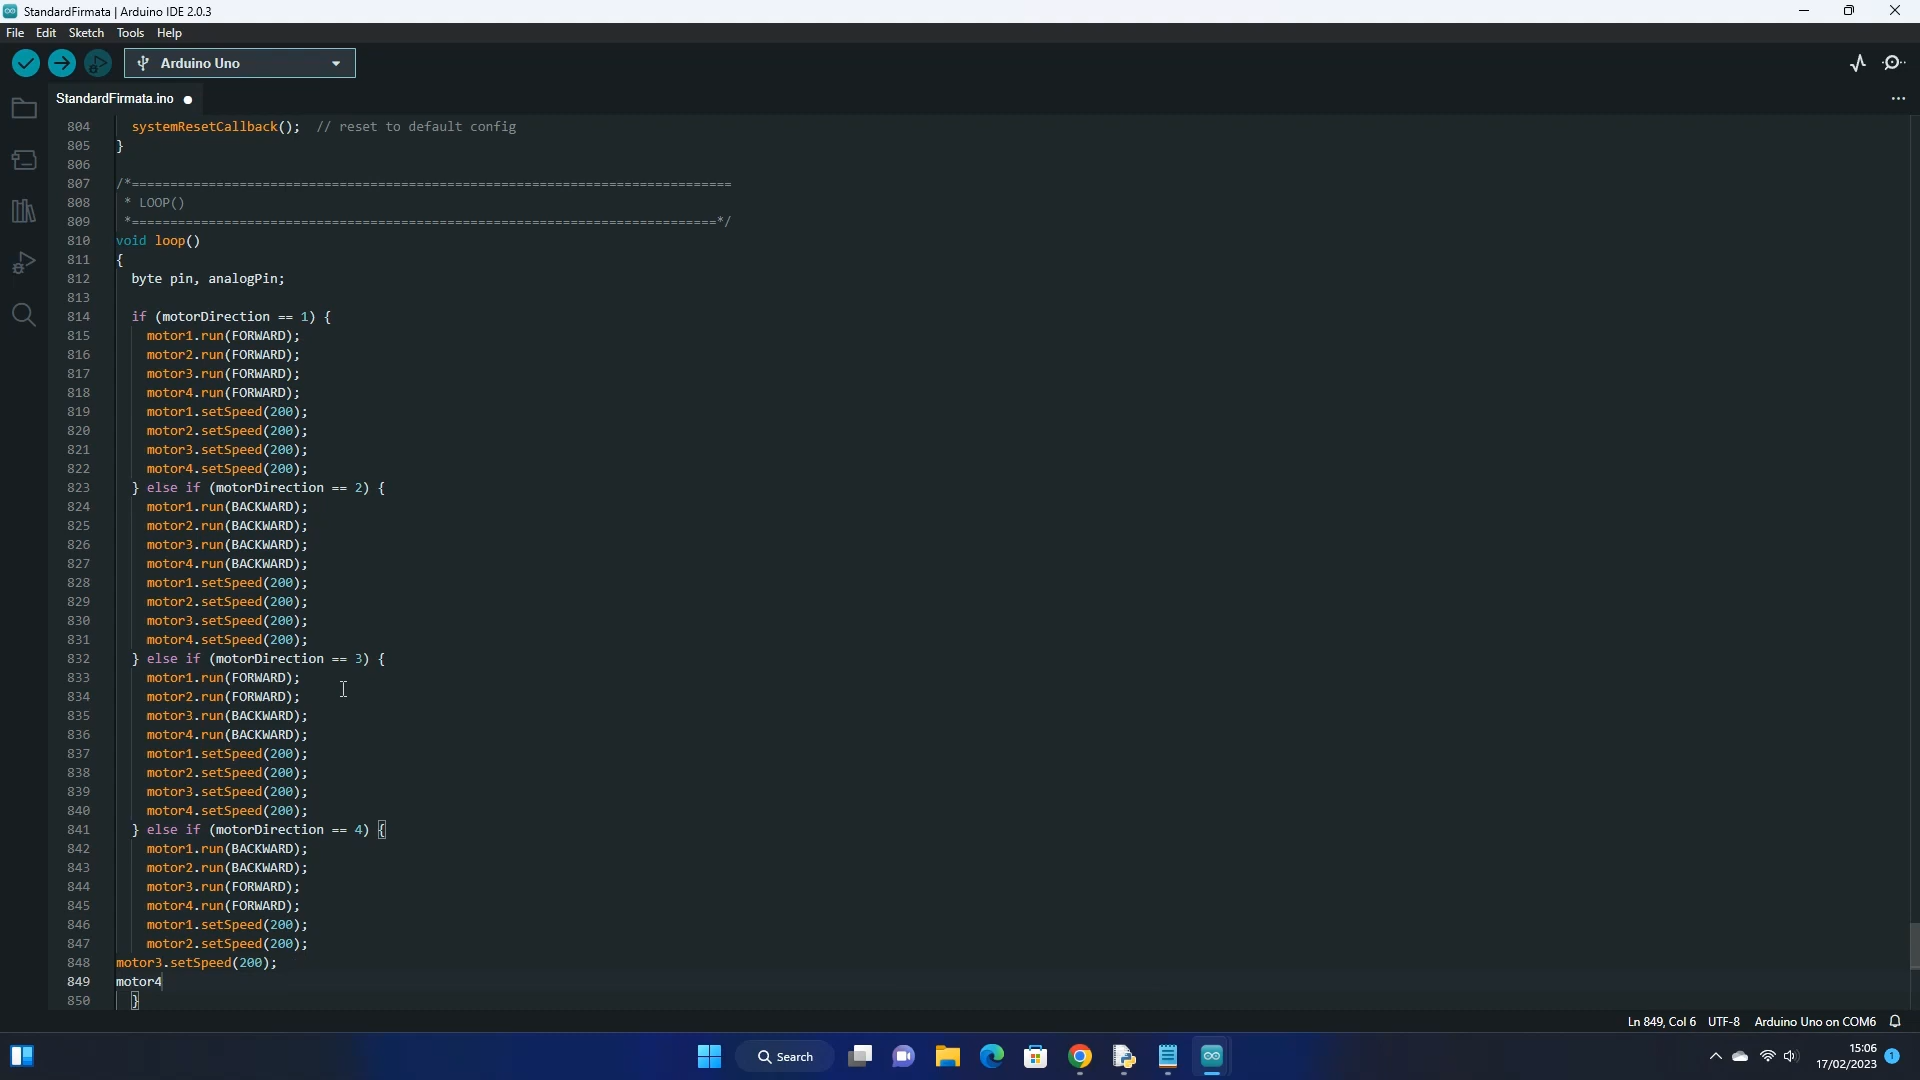 StandardFirmata | Arduino IDE 2.0.3
File Edit Sketch Tools Help
Arduino Uno
StandardFirmata.ino
804 systemResetCallback(); // reset to default config
805 }
806
807 /*==============================================================================
808 * LOOP()
809 *============================================================================*/
810 void loop()
811 {
812 byte pin, analogPin;
813
814 if (motorDirection == 1) {
815 motor1.run(FORWARD);
816 motor2.run(FORWARD);
817 motor3.run(FORWARD);
818 motor4.run(FORWARD);
819 motor1.setSpeed(200);
820 motor2.setSpeed(200);
821 motor3.setSpeed(200);
822 motor4.setSpeed(200);
823 } else if (motorDirection == 2) {
824 motor1.run(BACKWARD);
825 motor2.run(BACKWARD);
826 motor3.run(BACKWARD);
827 motor4.run(BACKWARD);
828 motor1.setSpeed(200);
829 motor2.setSpeed(200);
830 motor3.setSpeed(200);
831 motor4.setSpeed(200);
832 } else if (motorDirection == 3) {
833 motor1.run(FORWARD);
834 motor2.run(FORWARD);
835 motor3.run(BACKWARD);
836 motor4.run(BACKWARD);
837 motor1.setSpeed(200);
838 motor2.setSpeed(200);
839 motor3.setSpeed(200);
840 motor4.setSpeed(200);
841 } else if (motorDirection == 4) {
842 motor1.run(BACKWARD);
843 motor2.run(BACKWARD);
844 motor3.run(FORWARD);
845 motor4.run(FORWARD);
846 motor1.setSpeed(200);
847 motor2.setSpeed(200);
848 motor3.setSpeed(200);
849 motor4
850 }
Ln 849, Col 6 UTF-8 Arduino Uno on COM6
Search
15:06
17/02/2023
1